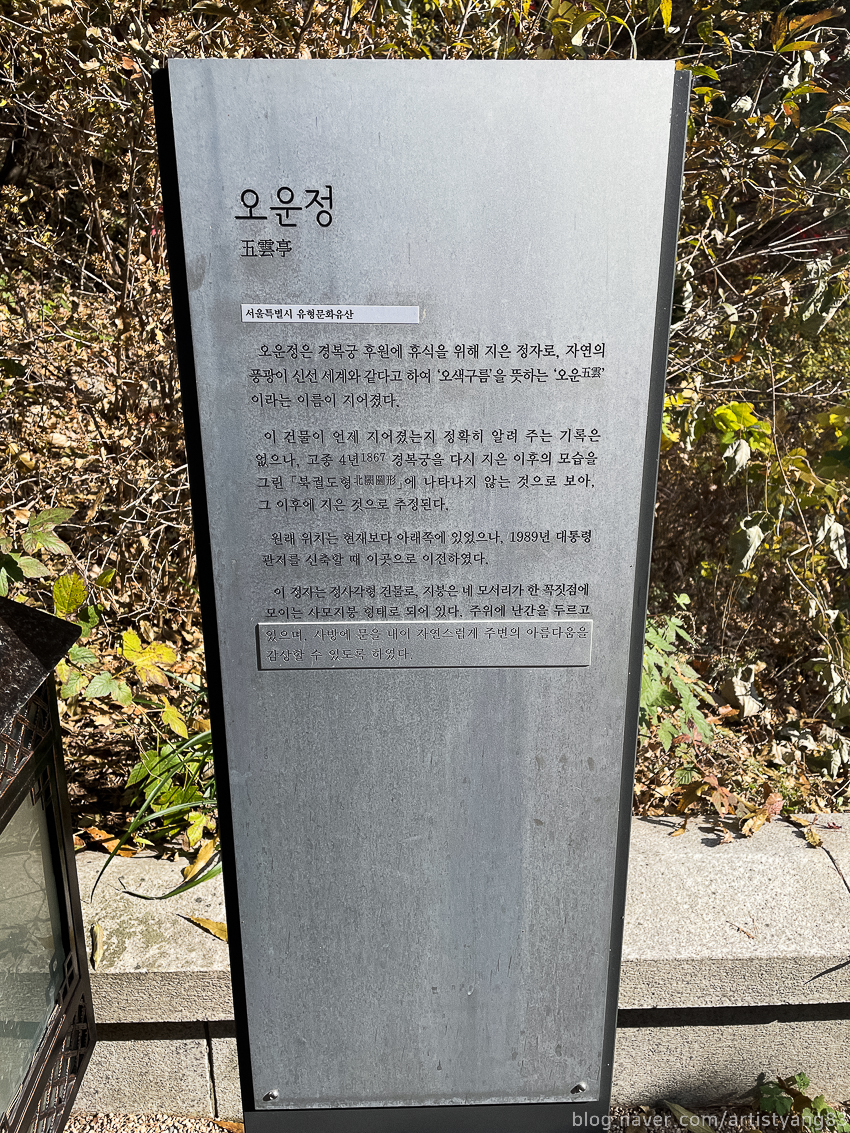 오운정
五雲亭
서울특별시 유형문화유산
오운정은 경복궁 후원에 휴식을 위해 지은 정자로, 자연의
풍광이 신선 세계와 같다고 하여 ‘오색구름’을 뜻하는 ‘오운五雲’
이라는 이름이 지어졌다.
이 건물이 언제 지어졌는지 정확히 알려 주는 기록은
없으나, 고종 4년1867 경복궁을 다시 지은 이후의 모습을
그린 「북궐도형北闕圖形」에 나타나지 않는 것으로 보아,
그 이후에 지은 것으로 추정된다.
원래 위치는 현재보다 아래쪽에 있었으나, 1989년 대통령
관저를 신축할 때 이곳으로 이전하였다.
이 정자는 정사각형 건물로, 지붕은 네 모서리가 한 꼭짓점에
모이는 사모지붕 형태로 되어 있다. 주위에 난간을 두르고
있으며, 사방에 문을 내어 자연스럽게 주변의 아름다움을
감상할 수 있도록 하였다.
blog.naver.com/artistyang83